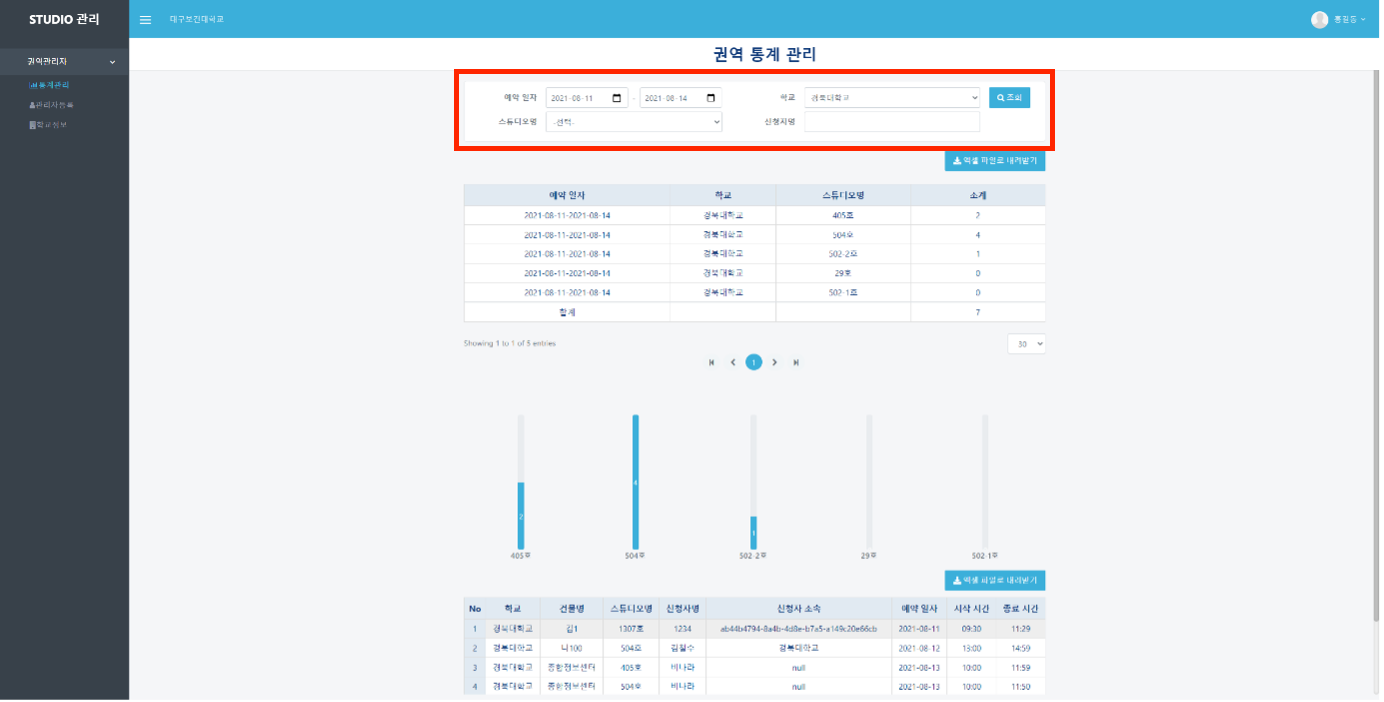 STUDIO 관리
대구보건대학교
홍길동
권역관리자
통계관리
관리자등록
학교정보
권역 통계 관리
예약 일자 2021-08-11 - 2021-08-14 학교 경북대학교 조회
스튜디오명 -선택- 신청자명
엑셀 파일로 내려받기
예약 일자 학교 스튜디오명 소계
2021-08-11-2021-08-14 경북대학교 405호 2
2021-08-11-2021-08-14 경북대학교 504호 4
2021-08-11-2021-08-14 경북대학교 502-2호 1
2021-08-11-2021-08-14 경북대학교 29호 0
2021-08-11-2021-08-14 경북대학교 502-1호 0
합계 7
Showing 1 to 1 of 5 entries
30
1
2 4 1
405호 504호 502-2호 29호 502-1호
엑셀 파일로 내려받기
No 학교 건물명 스튜디오명 신청자명 신청자 소속 예약 일자 시작 시간 종료 시간
1 경북대학교 김1 1307호 1234 ab44b4794-8a4b-4d8e-b7a5-a149c20e66cb 2021-08-11 09:30 11:29
2 경북대학교 니100 504호 김철수 경북대학교 2021-08-12 13:00 14:59
3 경북대학교 종합정보센터 405호 비나라 null 2021-08-13 10:00 11:59
4 경북대학교 종합정보센터 504호 비나라 null 2021-08-13 10:00 11:50